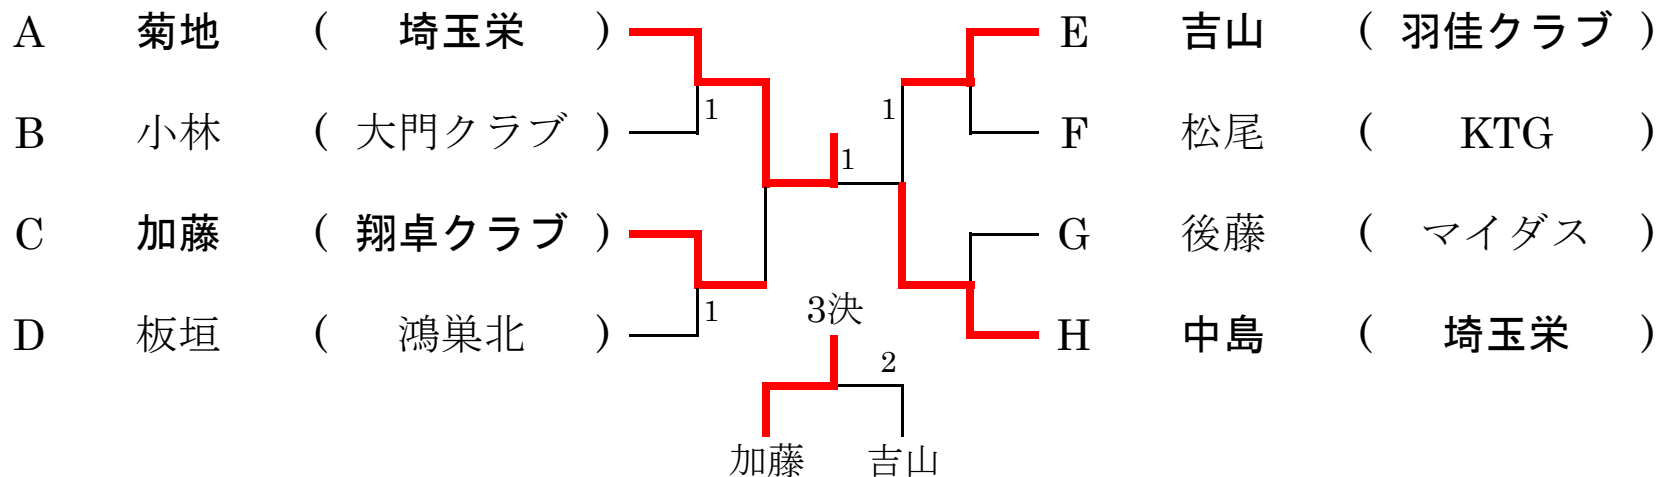 A 菊地 ( 埼玉栄 ) E 吉山 ( 羽佳クラブ )
1 1
B 小林 ( 大門クラブ ) F 松尾 ( KTG )
1
C 加藤 ( 翔卓クラブ ) G 後藤 ( マイダス )
1 3決
D 板垣 ( 鴻巣北 ) H 中島 ( 埼玉栄 )
2
加藤 吉山